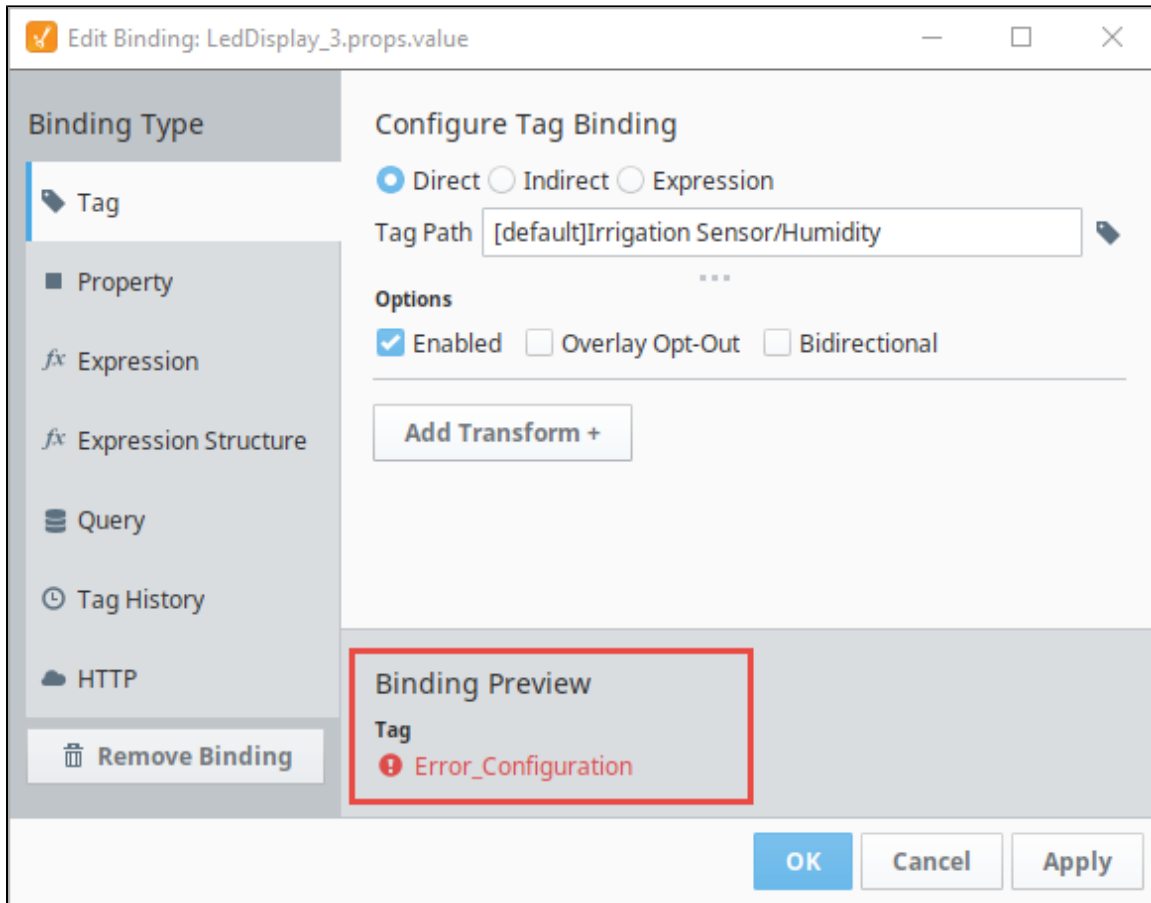 Edit Binding: LedDisplay_3.props.value
Binding Type
Tag
Property
fx Expression
fx Expression Structure
Query
Tag History
HTTP
Remove Binding
Configure Tag Binding
Direct Indirect Expression
Tag Path [default]Irrigation Sensor/Humidity
Options
Enabled Overlay Opt-Out Bidirectional
Add Transform +
Binding Preview
Tag
Error_Configuration
OK Cancel Apply